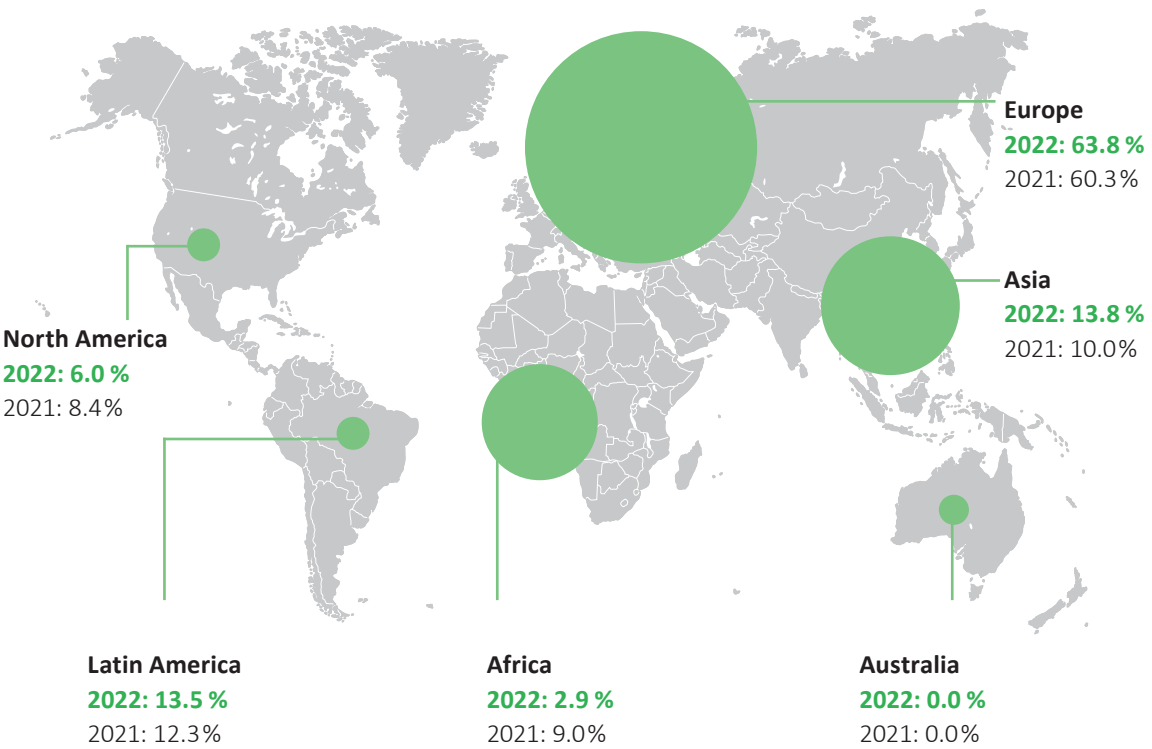 Europe
2022: 63.8 %
2021: 60.3%
Asia
2022: 13.8 %
2021: 10.0%
North America
2022: 6.0 %
2021: 8.4%
Latin America
2022: 13.5 %
2021: 12.3%
Africa
2022: 2.9 %
2021: 9.0%
Australia
2022: 0.0 %
2021: 0.0%